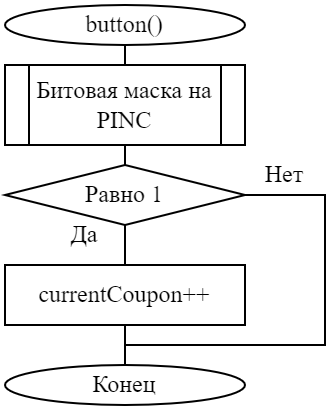 button()
Битовая маска на
PINC
Равно 1
Нет
Да
currentCoupon++
Конец